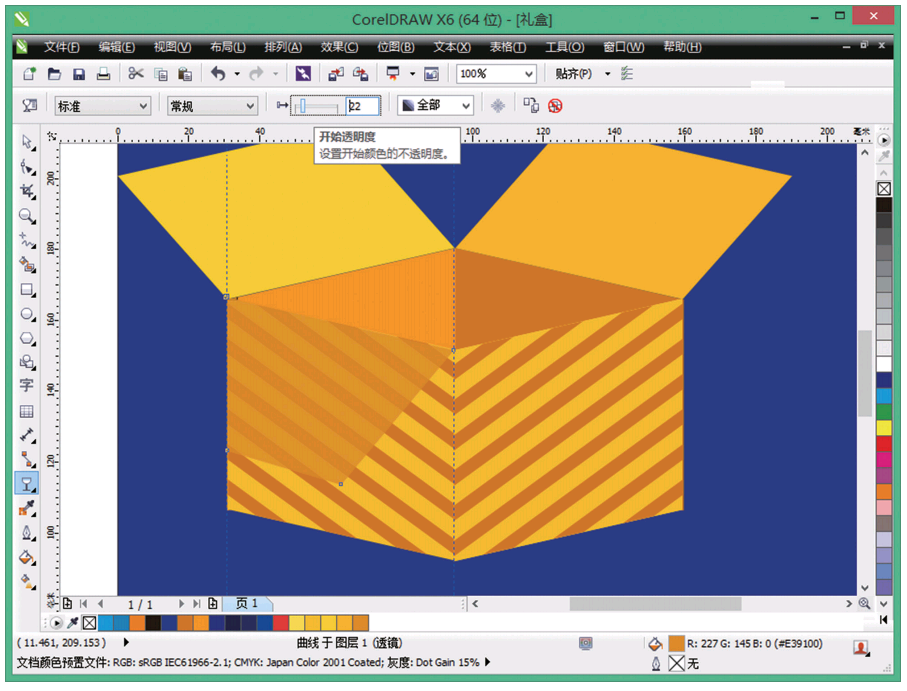 CorelDRAW X6 (64 位) - [礼盒]
文件(F) 编辑(E) 视图(V) 布局(L) 排列(A) 效果(C) 位图(B) 文本(X) 表格(T) 工具(O) 窗口(W) 帮助(H)
100% 贴齐(P)
标准 常规 22 全部
开始透明度
设置开始颜色的不透明度。
0 20 40 100 120 140 160 180 200 毫米
200
180
160
140
120
100
字
1 / 1 页 1
( 11.461, 209.153 ) 曲线 于 图层 1 (透镜) R: 227 G: 145 B: 0 (#E39100)
文档颜色预置文件: RGB: sRGB IEC61966-2.1; CMYK: Japan Color 2001 Coated; 灰度: Dot Gain 15% 无